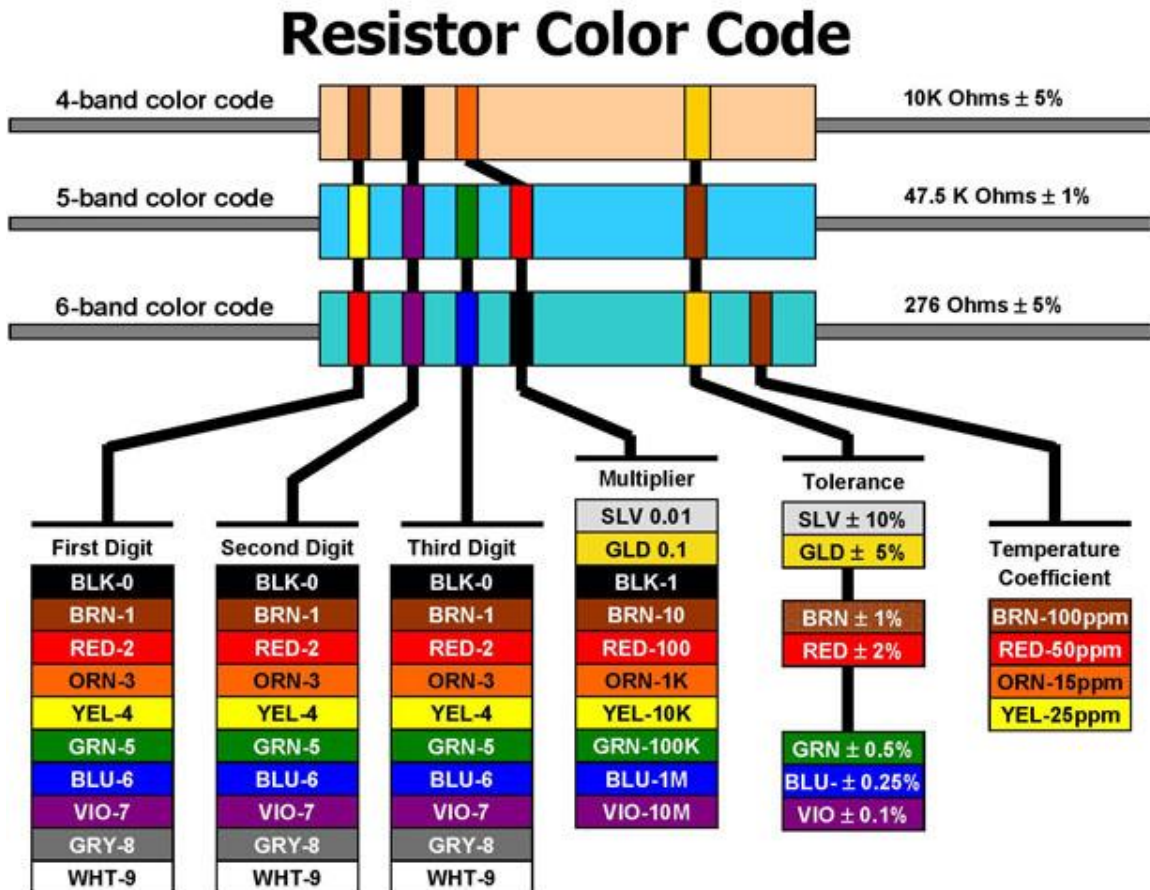 Resistor Color Code
4-band color code
10K Ohms ± 5%
5-band color code
47.5 K Ohms ± 1%
6-band color code
276 Ohms ± 5%
First Digit
BLK-0
BRN-1
RED-2
ORN-3
YEL-4
GRN-5
BLU-6
VIO-7
GRY-8
WHT-9
Second Digit
BLK-0
BRN-1
RED-2
ORN-3
YEL-4
GRN-5
BLU-6
VIO-7
GRY-8
WHT-9
Third Digit
BLK-0
BRN-1
RED-2
ORN-3
YEL-4
GRN-5
BLU-6
VIO-7
GRY-8
WHT-9
Multiplier
SLV 0.01
GLD 0.1
BLK-1
BRN-10
RED-100
ORN-1K
YEL-10K
GRN-100K
BLU-1M
VIO-10M
Tolerance
SLV ± 10%
GLD ± 5%
BRN ± 1%
RED ± 2%
GRN ± 0.5%
BLU- ± 0.25%
VIO ± 0.1%
Temperature
Coefficient
BRN-100ppm
RED-50ppm
ORN-15ppm
YEL-25ppm